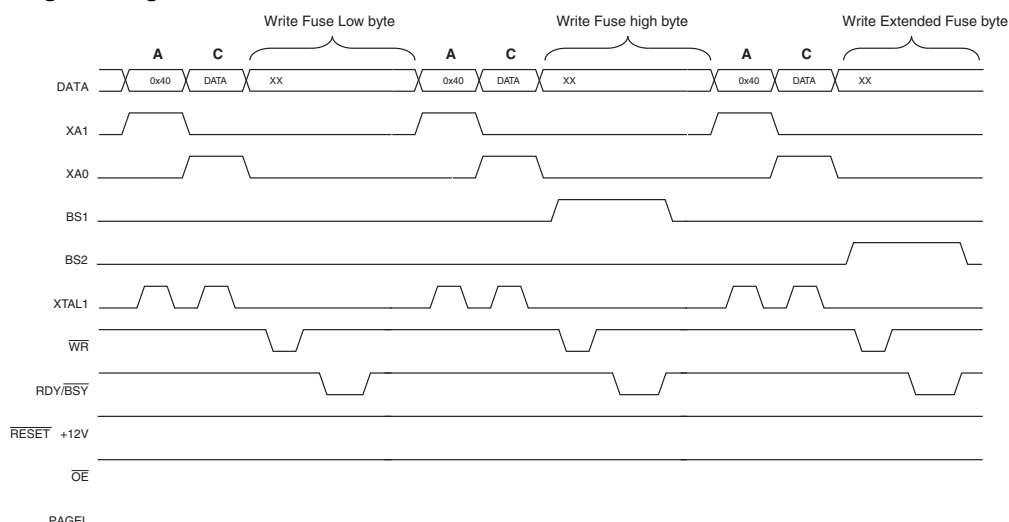 Write Fuse Low byte Write Fuse high byte Write Extended Fuse byte
A C A C A C
DATA 0x40 DATA XX 0x40 DATA XX 0x40 DATA XX
XA1
XA0
BS1
BS2
XTAL1
WR
RDY/BSY
RESET +12V
OE
PAGEL